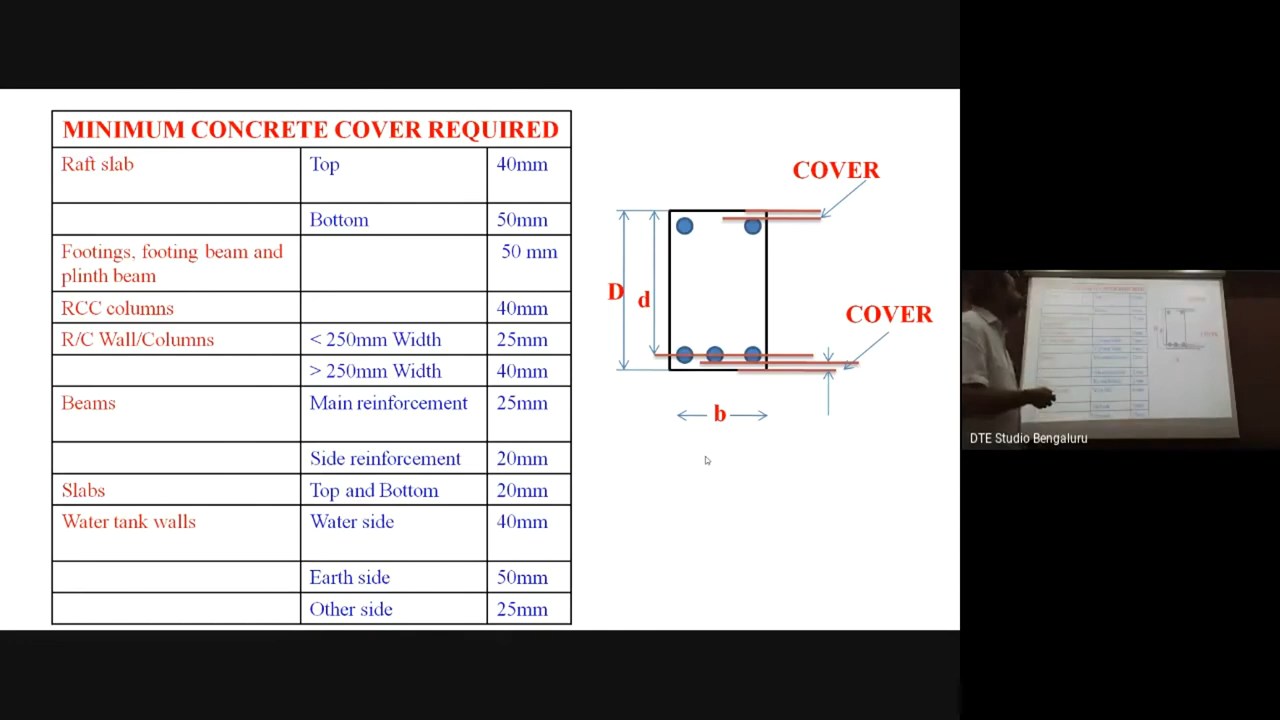 MINIMUM CONCRETE COVER REQUIRED
Raft slab Top 40mm
Bottom 50mm
Footings, footing beam and 50 mm
plinth beam
RCC columns 40mm
R/C Wall/Columns < 250mm Width 25mm
> 250mm Width 40mm
Beams Main reinforcement 25mm
Side reinforcement 20mm
Slabs Top and Bottom 20mm
Water tank walls Water side 40mm
Earth side 50mm
Other side 25mm
COVER
D
d
COVER
b
DTE Studio Bengaluru